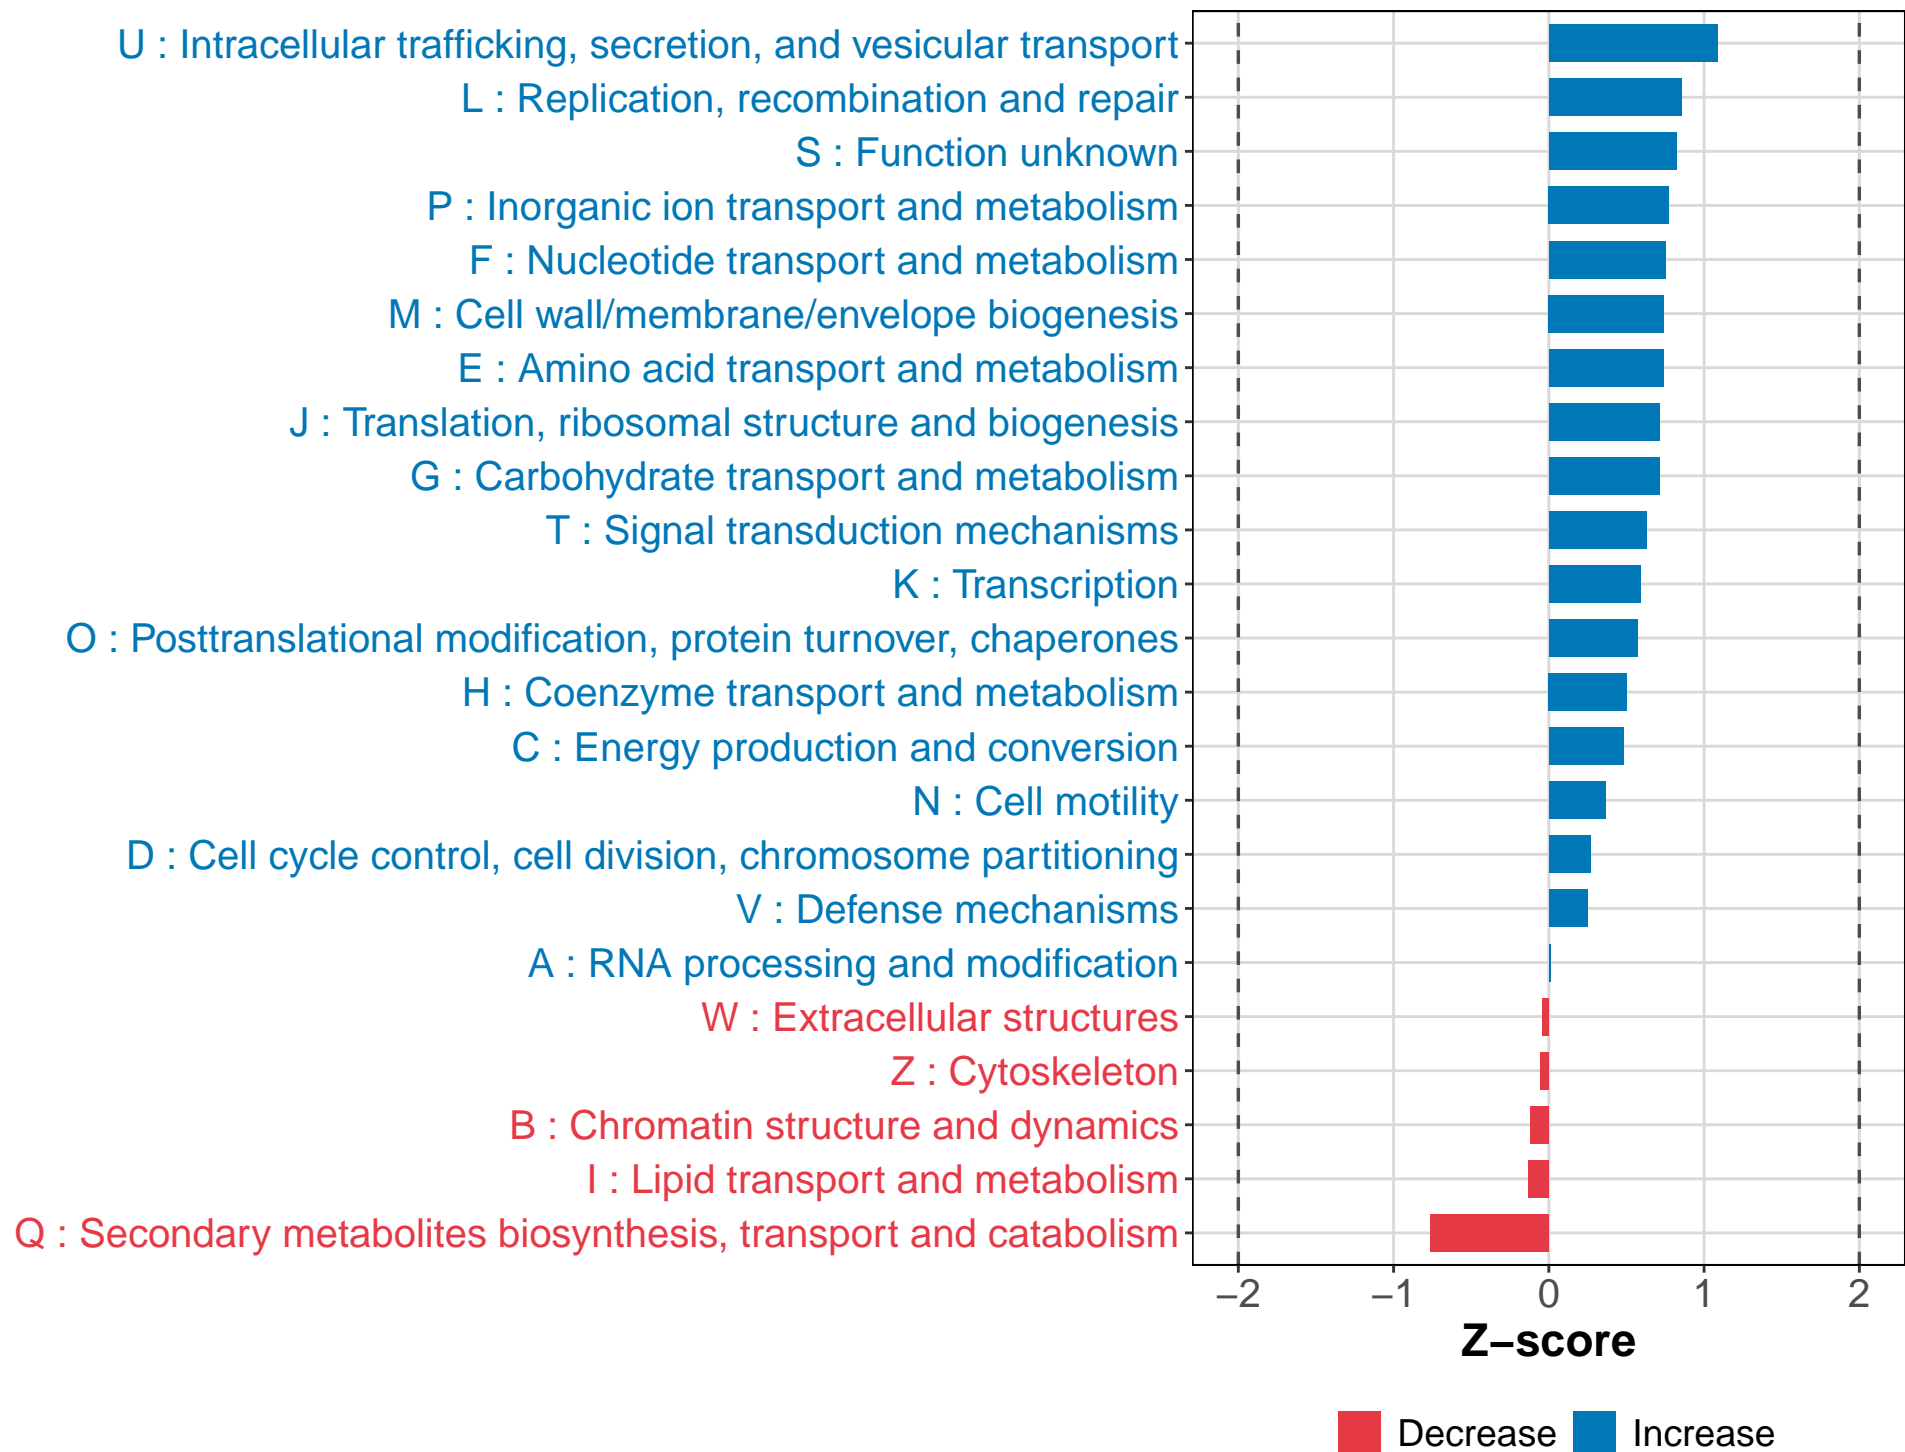 U : Intracellular trafficking, secretion, and vesicular transport
L : Replication, recombination and repair
S : Function unknown
P : Inorganic ion transport and metabolism
F : Nucleotide transport and metabolism
M : Cell wall/membrane/envelope biogenesis
E : Amino acid transport and metabolism
J : Translation, ribosomal structure and biogenesis
G : Carbohydrate transport and metabolism
T : Signal transduction mechanisms
K : Transcription
O : Posttranslational modification, protein turnover, chaperones
H : Coenzyme transport and metabolism
C : Energy production and conversion
N : Cell motility
D : Cell cycle control, cell division, chromosome partitioning
V : Defense mechanisms
A : RNA processing and modification
W : Extracellular structures
Z : Cytoskeleton
B : Chromatin structure and dynamics
I : Lipid transport and metabolism
Q : Secondary metabolites biosynthesis, transport and catabolism
−2 −1 0 1 2
Z−score
Decrease Increase